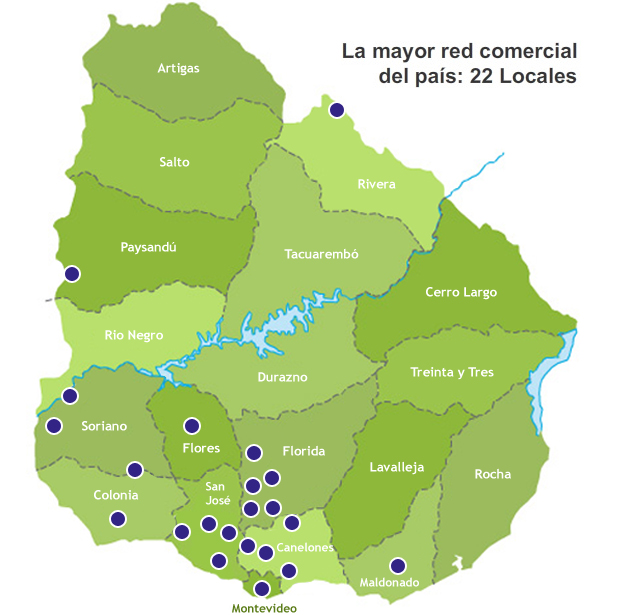 La mayor red comercial
del país: 22 Locales
Artigas
Salto
Rivera
Paysandú
Tacuarembó
Cerro Largo
Rio Negro
Durazno
Treinta y Tres
Soriano
Flores
Florida
Lavalleja
Rocha
Colonia
San
José
Canelones
Maldonado
Montevideo